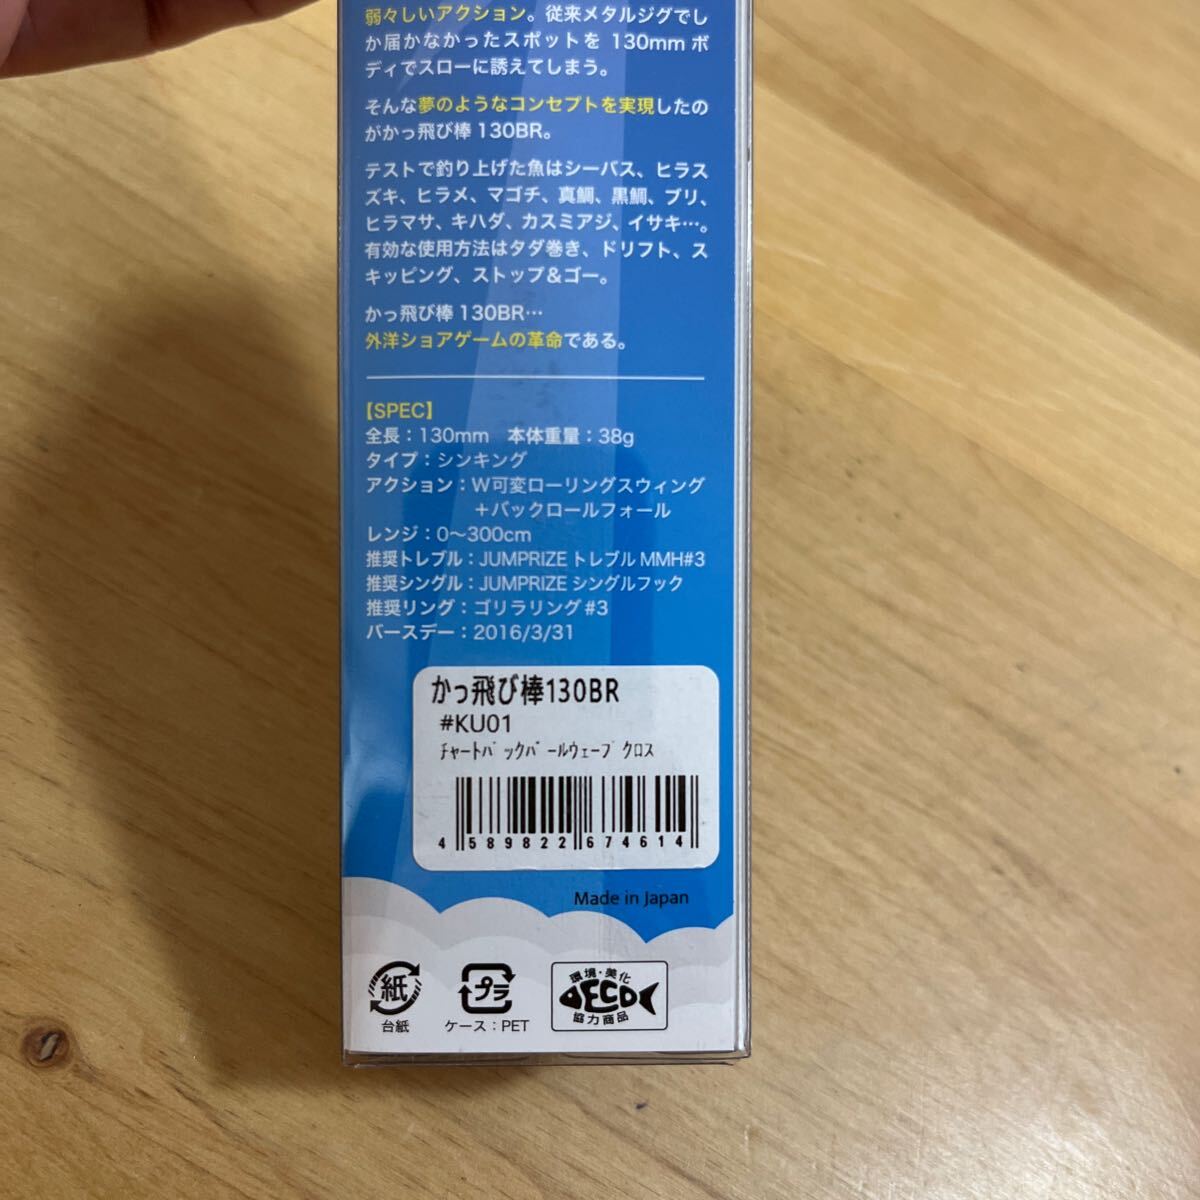 弱々しいアクション。従来メタルジグでし
か届かなかったスポットを 130mm ボ
ディでスローに誘えてしまう。
そんな夢のようなコンセプトを実現したの
がかっ飛び棒 130BR。
テストで釣り上げた魚はシーバス、ヒラス
ズキ、ヒラメ、マゴチ、真鯛、黒鯛、ブリ、
ヒラマサ、キハダ、カスミアジ、イサキ…。
有効な使用方法はタダ巻き、ドリフト、ス
キッピング、ストップ＆ゴー。
かっ飛び棒 130BR…
外洋ショアゲームの革命である。
【SPEC】
全長：130mm 本体重量：38g
タイプ：シンキング
アクション：W可変ローリングスウィング
＋バックロールフォール
レンジ：0〜300cm
推奨トレブル：JUMPRIZE トレブル MMH#3
推奨シングル：JUMPRIZE シングルフック
推奨リング：ゴリラリング #3
バースデー：2016/3/31
かっ飛び棒130BR
#KU01
ﾁｬｰﾄﾊﾞｯｸﾊﾟｰﾙｳｪｰﾌﾞｸﾛｽ
4 589822 674614
Made in Japan
紙
台紙
プラ
ケース：PET
環境・美化
ECO
協力商品